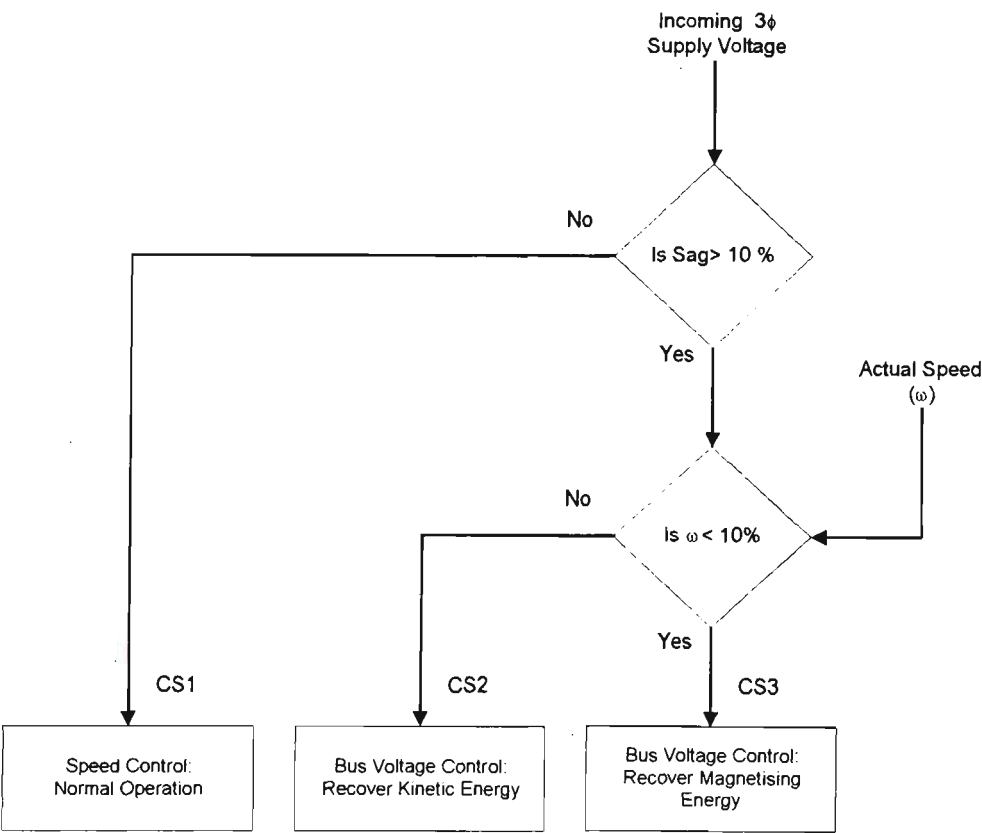 Incoming 3ϕ
Supply Voltage
No
Is Sag> 10 %
Yes
Actual Speed
(ω)
No
Is ω < 10%
Yes
CS1
CS2
CS3
Speed Control:
Normal Operation
Bus Voltage Control:
Recover Kinetic Energy
Bus Voltage Control:
Recover Magnetising
Energy